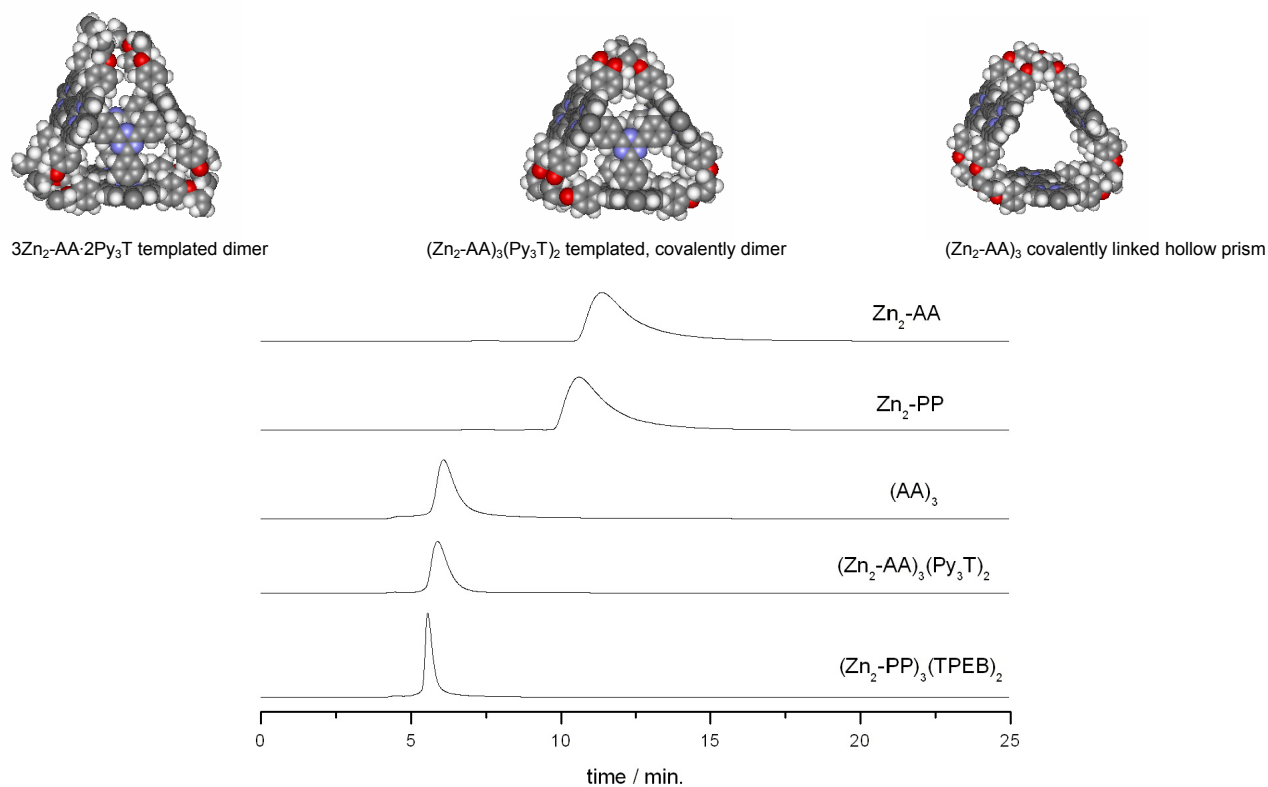 3Zn₂-AA·2Py₃T templated dimer
(Zn₂-AA)₃(Py₃T)₂ templated, covalently dimer
(Zn₂-AA)₃ covalently linked hollow prism
Zn₂-AA
Zn₂-PP
(AA)₃
(Zn₂-AA)₃(Py₃T)₂
(Zn₂-PP)₃(TPEB)₂
0 5 10 15 20 25
time / min.